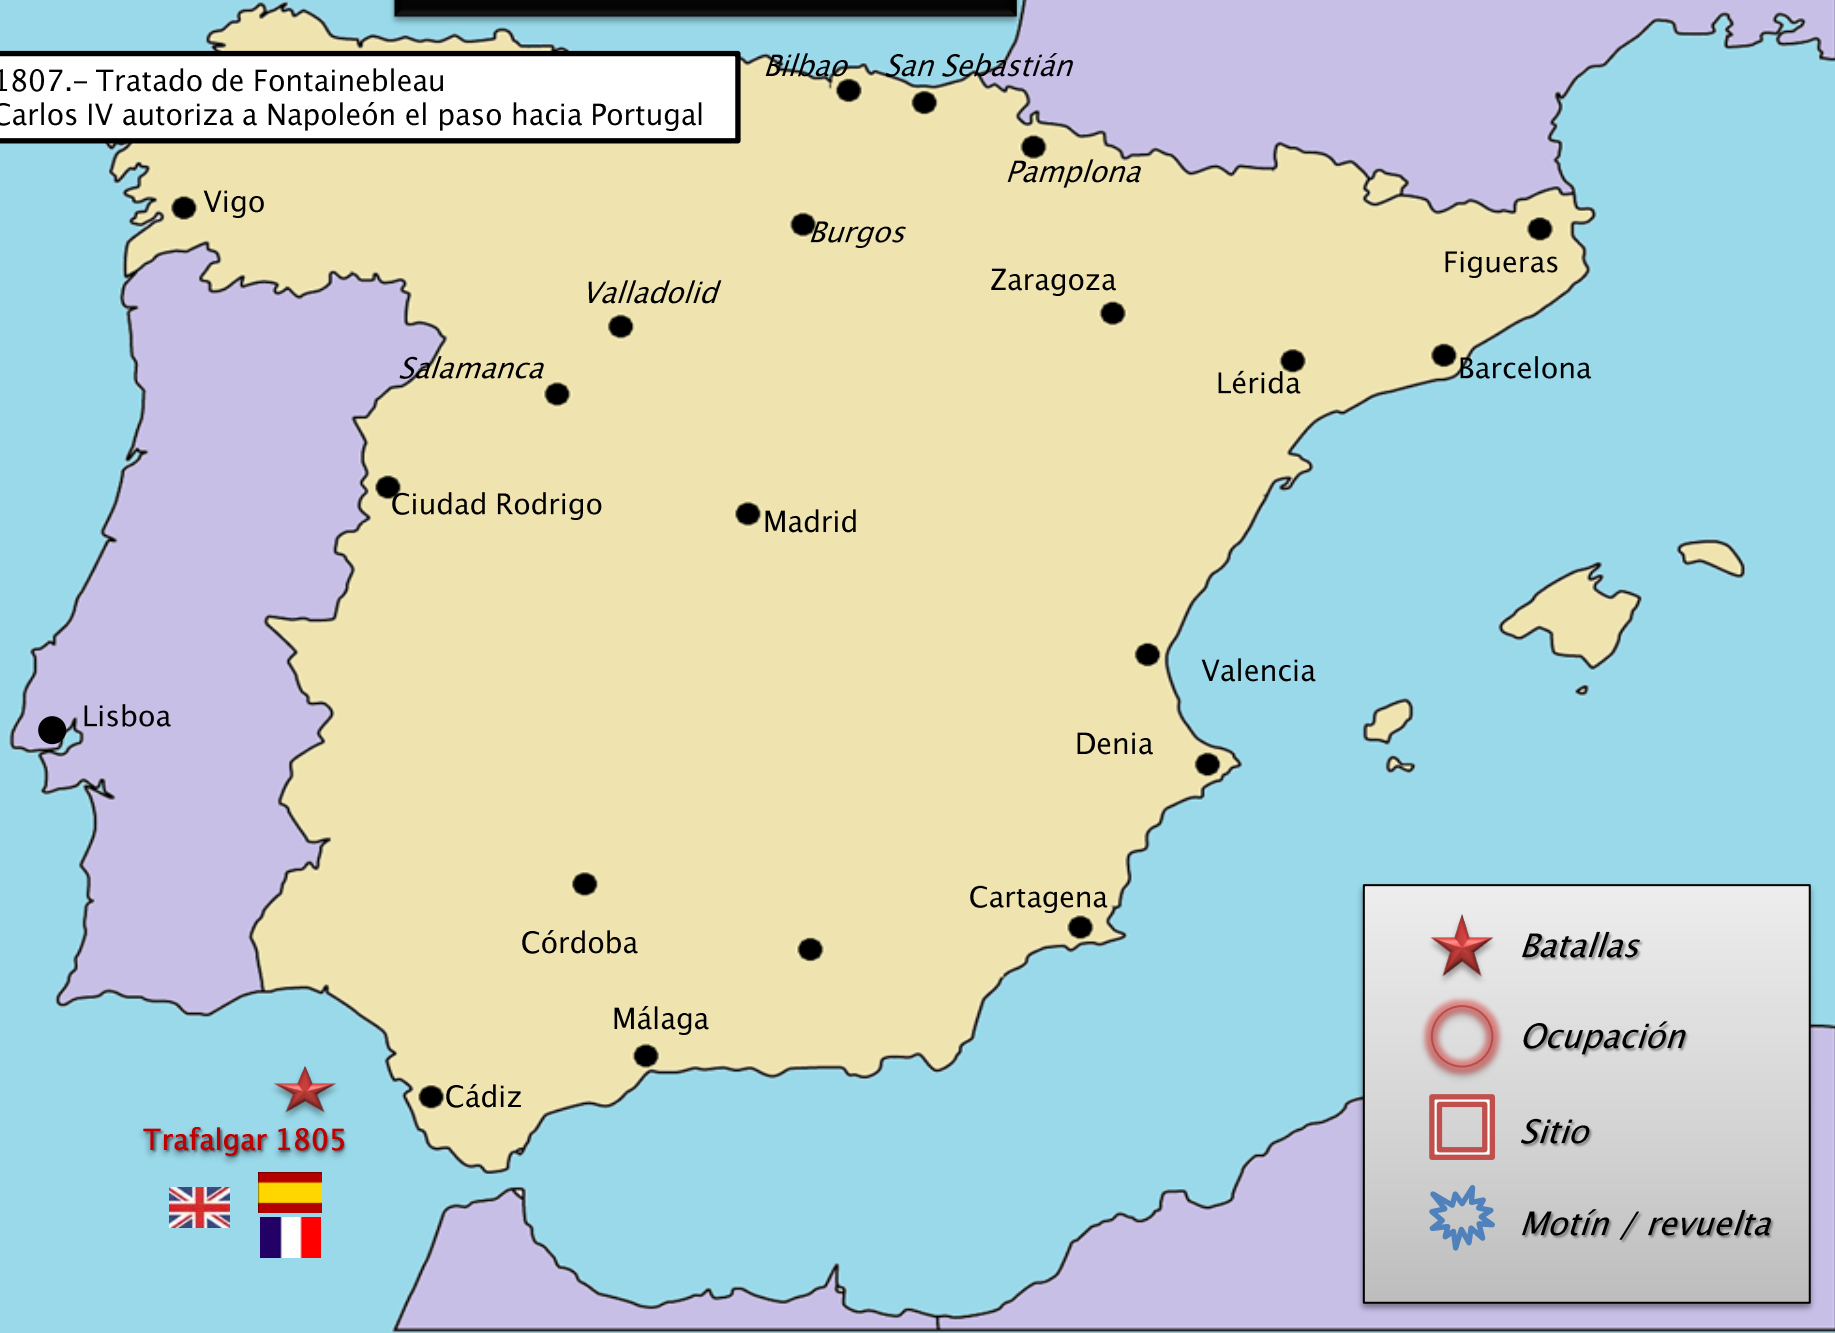 1807.- Tratado de Fontainebleau
Carlos IV autoriza a Napoleón el paso hacia Portugal
Bilbao
San Sebastián
Pamplona
Vigo
Burgos
Figueras
Zaragoza
Valladolid
Salamanca
Lérida
Barcelona
Ciudad Rodrigo
Madrid
Valencia
Lisboa
Denia
Cartagena
Córdoba
Málaga
Cádiz
Trafalgar 1805
Batallas
Ocupación
Sitio
Motín / revuelta